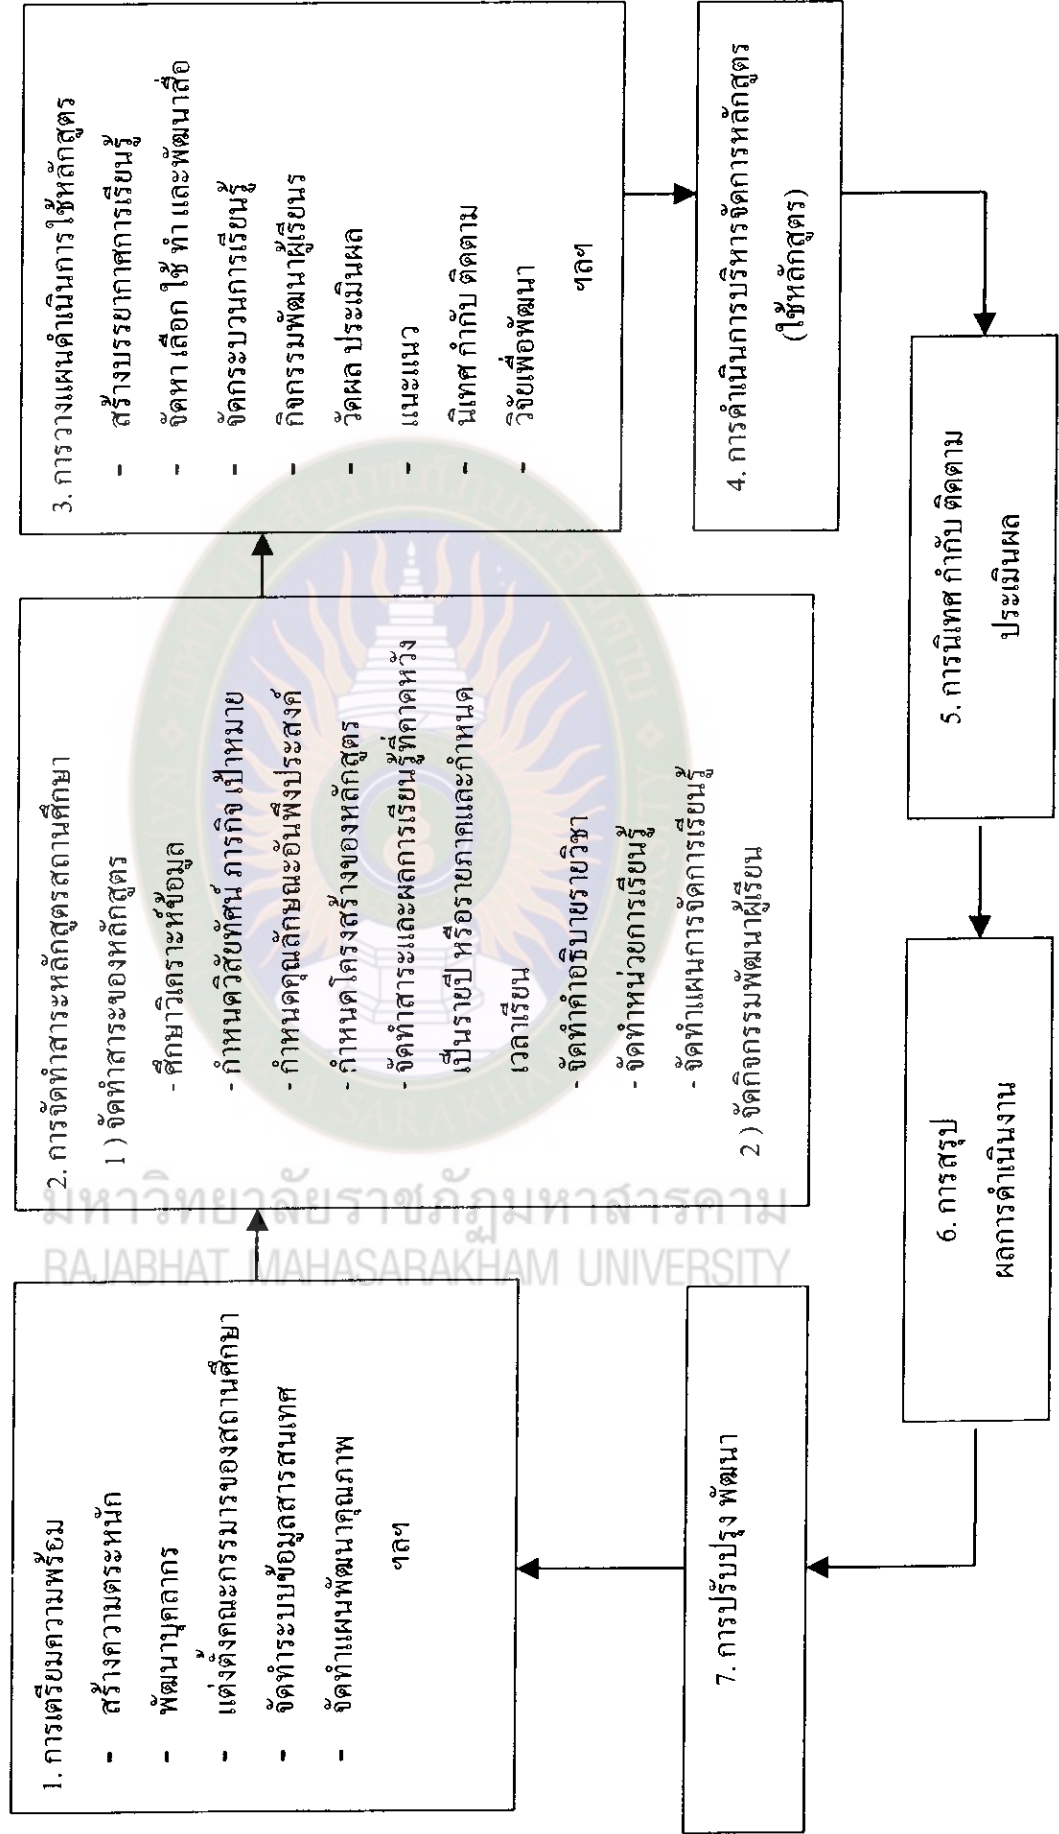 1. การเตรียมความพร้อม
- สร้างความตระหนัก
- พัฒนาบุคลากร
- แต่งตั้งคณะกรรมารของสถานศึกษา
- จัดทำระบบข้อมูลสารสนเทศ
- จัดทำแผนพัฒนาคุณภาพ
ฯลฯ
2. การจัดทำสาระหลักสูตรสถานศึกษา
1 ) จัดทำสาระของหลักสูตร
- ศึกษาวิเคราะห์ข้อมูล
- กำหนดวิสัยทัศน์ ภารกิจ เป้าหมาย
- กำหนดคุณลักษณะอันพึงประสงค์
- กำหนดโครงสร้างของหลักสูตร
- จัดทำสาระและผลการเรียนรู้ที่คาดหวัง
เป็นรายปี หรือรายภาคและกำหนด
เวลาเรียน
- จัดทำคำอธิบายรายวิชา
- จัดทำหน่วยการเรียนรู้
- จัดทำแผนการจัดการเรียนรู้
2 ) จัดกิจกรรมพัฒนาผู้เรียน
3. การวางแผนดำเนินการใช้หลักสูตร
- สร้างบรรยากาศการเรียนรู้
- จัดหา เลือก ใช้ ทำ และพัฒนาสื่อ
- จัดกระบวนการเรียนรู้
- กิจกรรมพัฒนาผู้เรียนร
- วัดผล ประเมินผล
- แนะแนว
- นิเทศ กำกับ ติดตาม
- วิจัยเพื่อพัฒนา
ฯลฯ
4. การดำเนินการบริหารจัดการหลักสูตร
(ใช้หลักสูตร)
5. การนิเทศ กำกับ ติดตาม
ประเมินผล
6. การสรุป
ผลการดำเนินงาน
7. การปรับปรุง พัฒนา
มหาวิทยาลัยราชภัฏมหาสารคาม
RAJABHAT MAHASARAKHAM UNIVERSITY